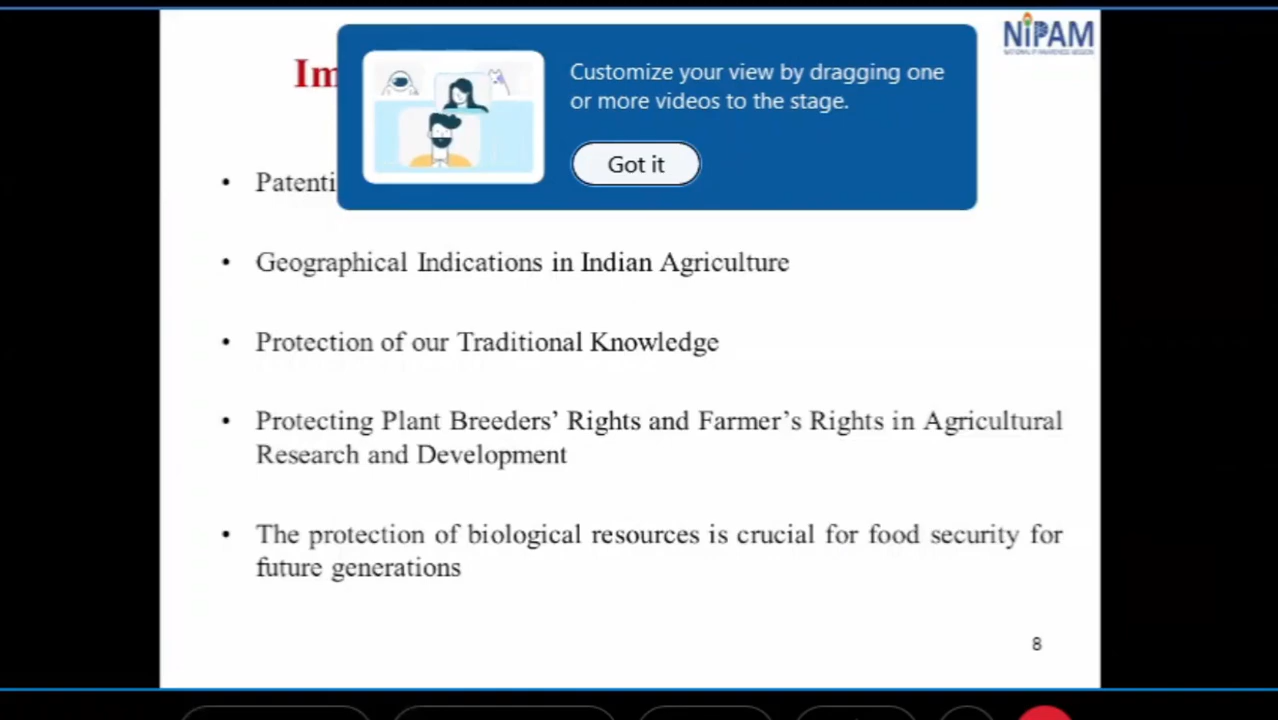 NiPAM
Customize your view by dragging one
or more videos to the stage.
Got it
• Geographical Indications in Indian Agriculture
• Protection of our Traditional Knowledge
• Protecting Plant Breeders’ Rights and Farmer’s Rights in Agricultural
Research and Development
• The protection of biological resources is crucial for food security for
future generations
8